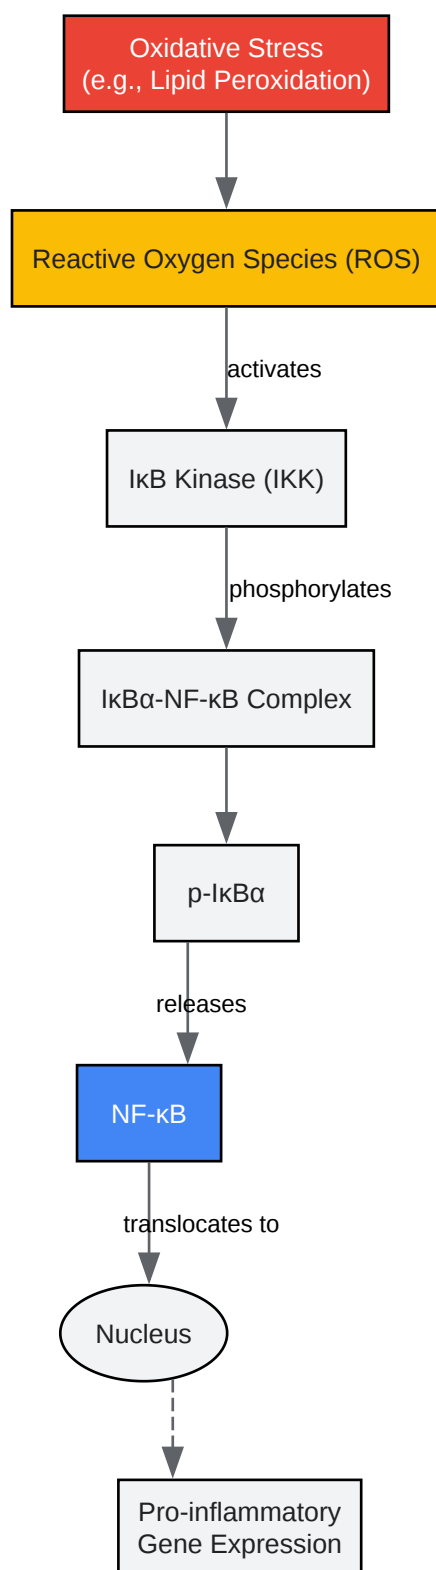 Oxidative Stress
(e.g., Lipid Peroxidation)
Reactive Oxygen Species (ROS)
activates
IκB Kinase (IKK)
phosphorylates
IκBα-NF-κB Complex
p-IκBα
releases
NF-κB
translocates to
Nucleus
Pro-inflammatory
Gene Expression